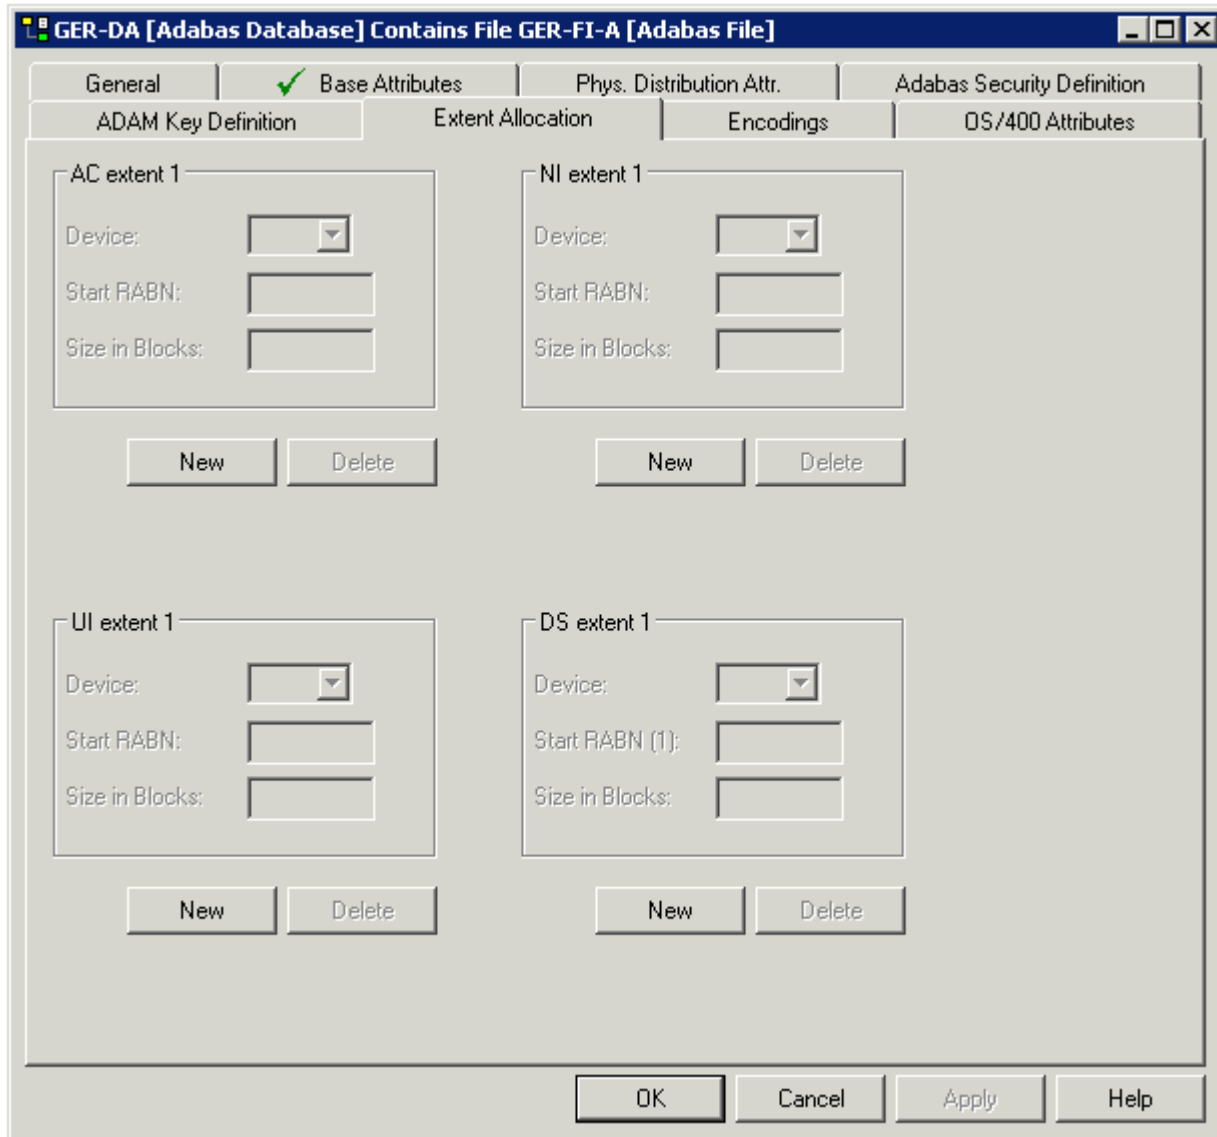 GER-DA [Adabas Database] Contains File GER-FI-A [Adabas File]
General Base Attributes Phys. Distribution Attr. Adabas Security Definition
ADAM Key Definition Extent Allocation Encodings OS/400 Attributes
AC extent 1 NI extent 1
Device: Device:
Start RABN: Start RABN:
Size in Blocks: Size in Blocks:
New Delete New Delete
UI extent 1 DS extent 1
Device: Device:
Start RABN: Start RABN (1):
Size in Blocks: Size in Blocks:
New Delete New Delete
OK Cancel Apply Help